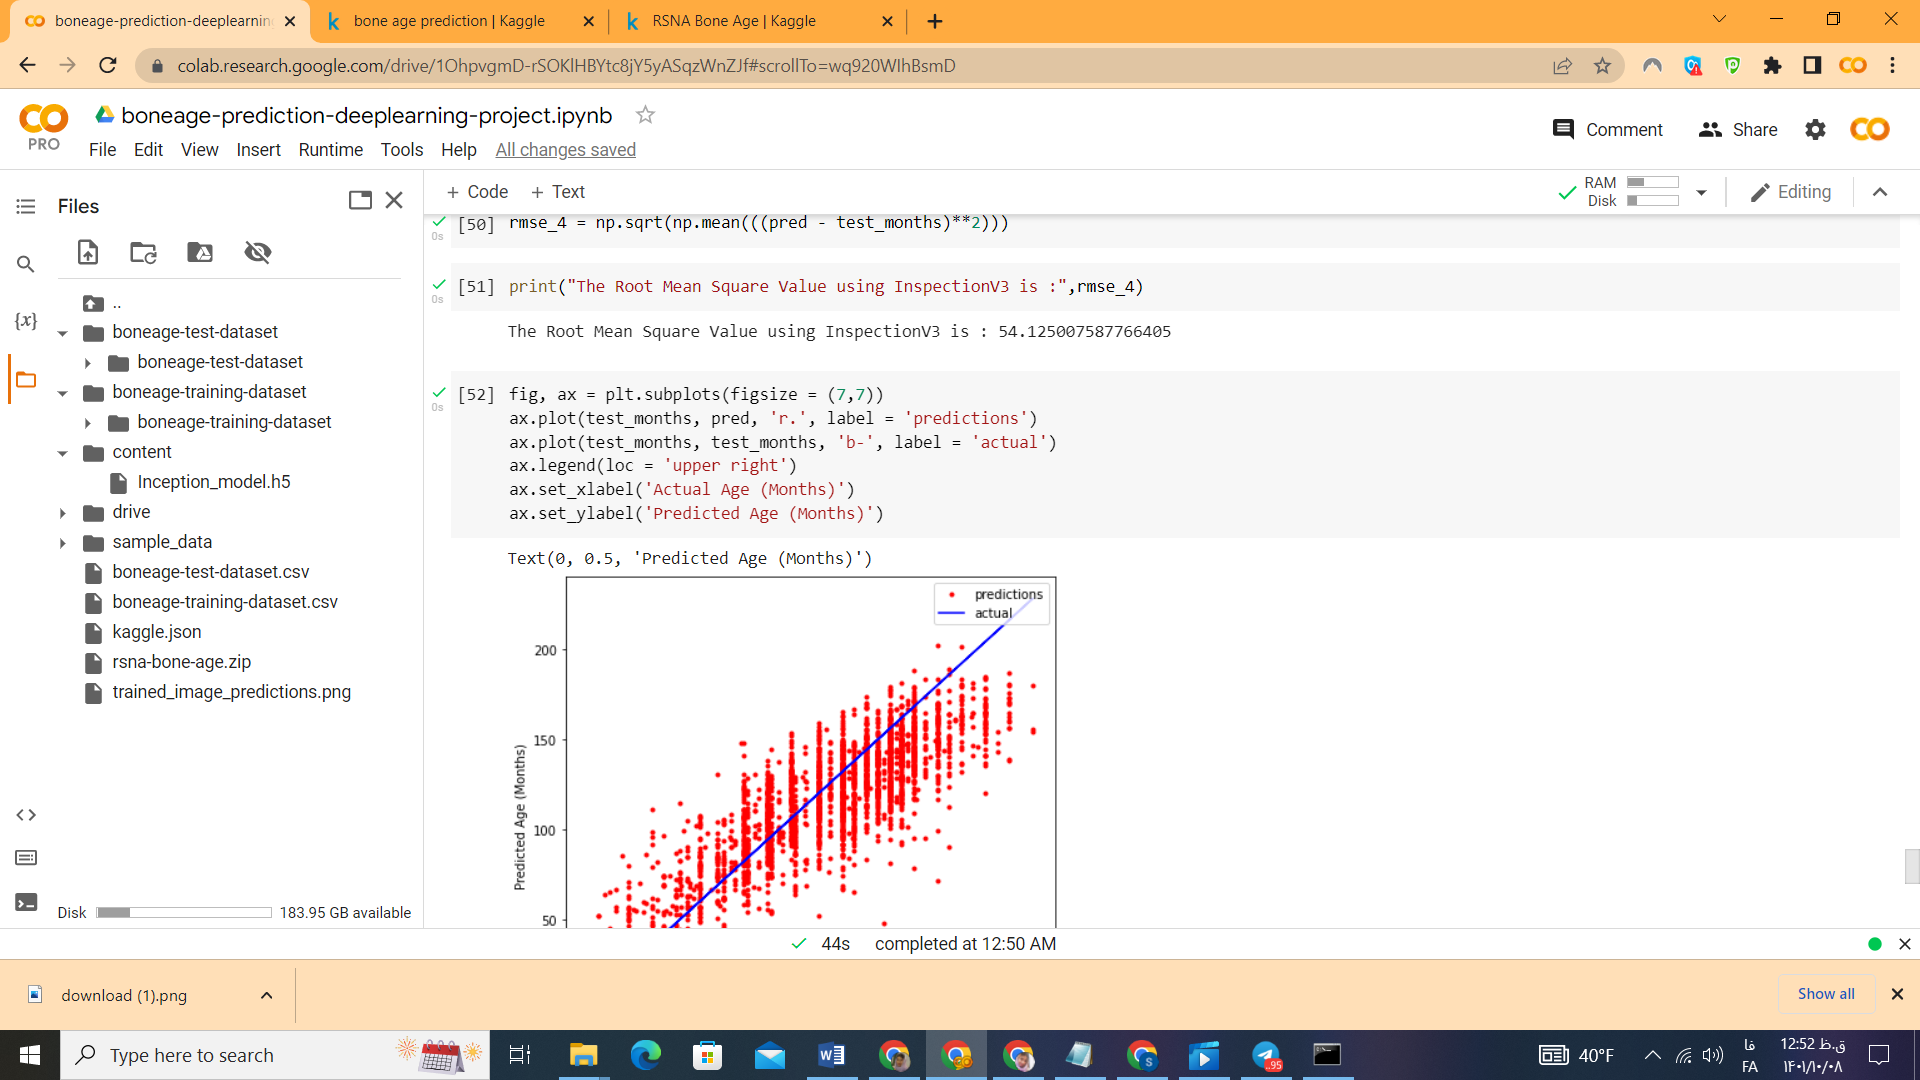 boneage-prediction-deeplearnin
bone age prediction | Kaggle
RSNA Bone Age | Kaggle
colab.research.google.com/drive/1OhpvgmD-rSOKlHBYtc8jY5yASqzWnZJf#scrollTo=wq920WlhBsmD
PRO
boneage-prediction-deeplearning-project.ipynb
File Edit View Insert Runtime Tools Help All changes saved
Comment
Share
Files
+ Code + Text
RAM
Disk
Editing
{x}
..
boneage-test-dataset
boneage-test-dataset
boneage-training-dataset
boneage-training-dataset
content
Inception_model.h5
drive
sample_data
boneage-test-dataset.csv
boneage-training-dataset.csv
kaggle.json
rsna-bone-age.zip
trained_image_predictions.png
Disk 183.95 GB available
0s [50] rmse_4 = np.sqrt(np.mean(((pred - test_months)**2)))
0s [51] print("The Root Mean Square Value using InspectionV3 is :",rmse_4)
The Root Mean Square Value using InspectionV3 is : 54.125007587766405
0s [52] fig, ax = plt.subplots(figsize = (7,7))
ax.plot(test_months, pred, 'r.', label = 'predictions')
ax.plot(test_months, test_months, 'b-', label = 'actual')
ax.legend(loc = 'upper right')
ax.set_xlabel('Actual Age (Months)')
ax.set_ylabel('Predicted Age (Months)')
Text(0, 0.5, 'Predicted Age (Months)')
predictions
actual
200
150
100
50
Predicted Age (Months)
44s completed at 12:50 AM
download (1).png
Show all
Type here to search
..95
40°F
فا
FA
12:52 ق.ظ
۱۴۰۱/۱۰/۰۸